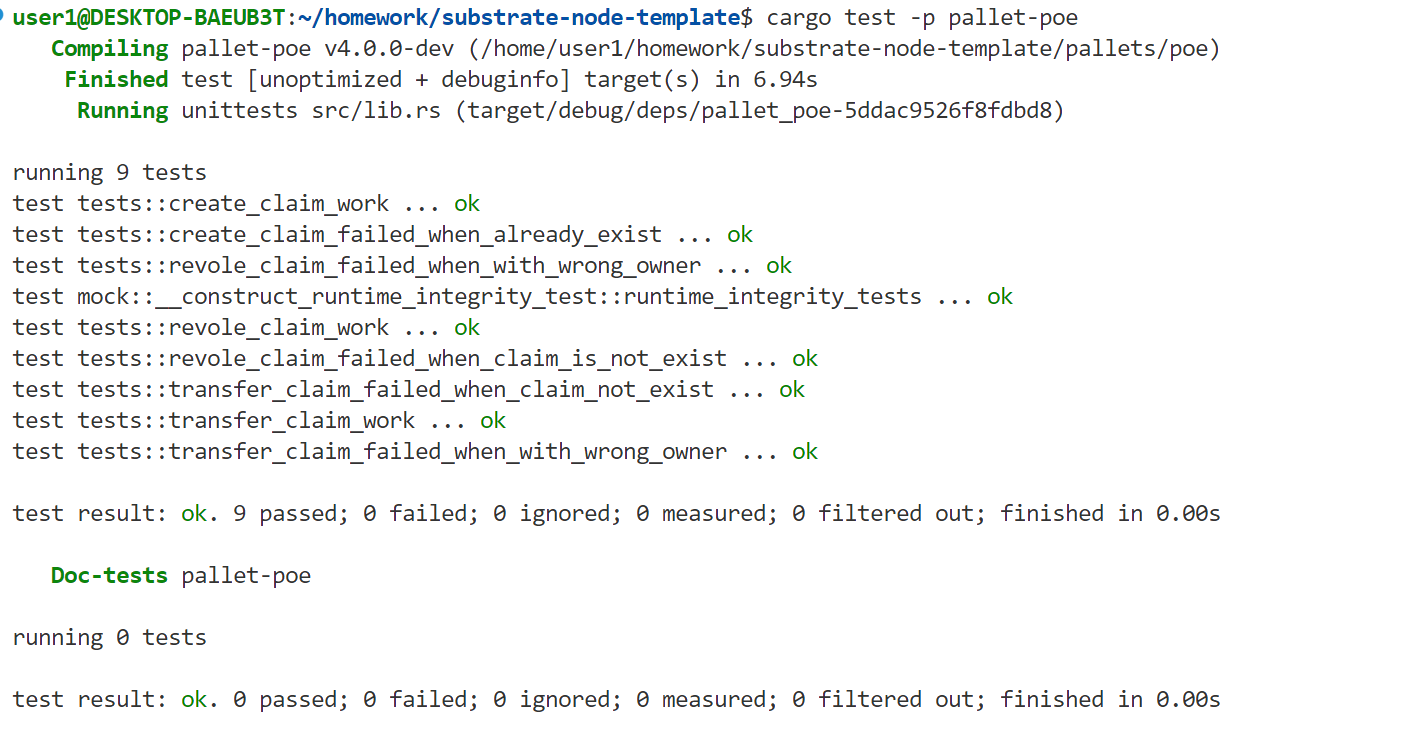 user1@DESKTOP-BAEUB3T:~/homework/substrate-node-template$ cargo test -p pallet-poe
Compiling pallet-poe v4.0.0-dev (/home/user1/homework/substrate-node-template/pallets/poe)
Finished test [unoptimized + debuginfo] target(s) in 6.94s
Running unittests src/lib.rs (target/debug/deps/pallet_poe-5ddac9526f8fdbd8)
running 9 tests
test tests::create_claim_work ... ok
test tests::create_claim_failed_when_already_exist ... ok
test tests::revole_claim_failed_when_with_wrong_owner ... ok
test mock::__construct_runtime_integrity_test::runtime_integrity_tests ... ok
test tests::revole_claim_work ... ok
test tests::revole_claim_failed_when_claim_is_not_exist ... ok
test tests::transfer_claim_failed_when_claim_not_exist ... ok
test tests::transfer_claim_work ... ok
test tests::transfer_claim_failed_when_with_wrong_owner ... ok
test result: ok. 9 passed; 0 failed; 0 ignored; 0 measured; 0 filtered out; finished in 0.00s
Doc-tests pallet-poe
running 0 tests
test result: ok. 0 passed; 0 failed; 0 ignored; 0 measured; 0 filtered out; finished in 0.00s